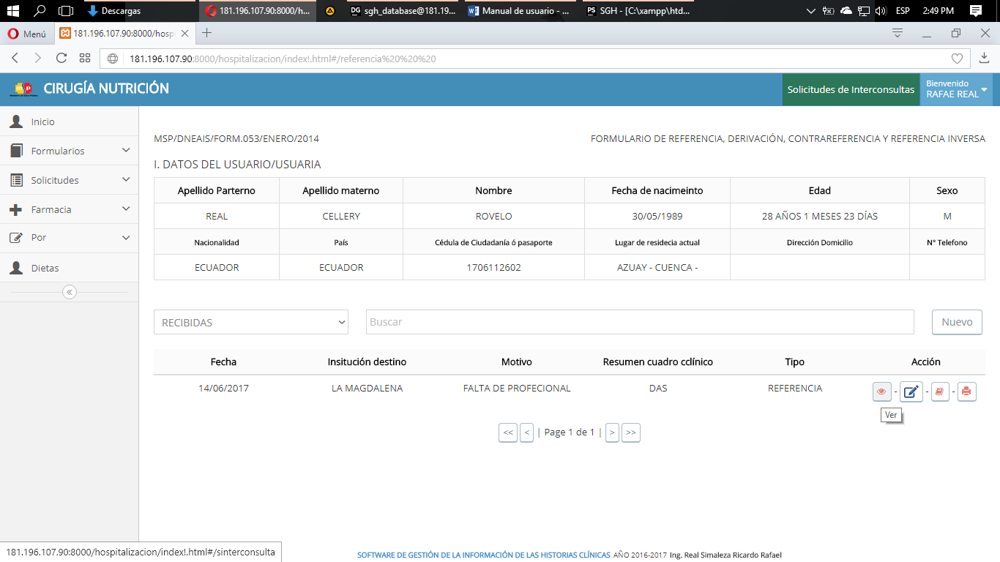 Descargas 181.196.107.90:8000/h... sgh_database@181.19... Manual de usuario - ... SGH - [C:\xampp\htd... ESP 2:49 PM
Menú 181.196.107.90:8000/hosp
181.196.107.90:8000/hospitalizacion/index!.html#/referencia%20%20%20
CIRUGÍA NUTRICIÓN Solicitudes de Interconsultas Bienvenido
RAFAE REAL
Inicio
Formularios
Solicitudes
Farmacia
Por
Dietas
MSP/DNEAIS/FORM.053/ENERO/2014 FORMULARIO DE REFERENCIA, DERIVACIÓN, CONTRAREFERENCIA Y REFERENCIA INVERSA
I. DATOS DEL USUARIO/USUARIA
Apellido Parterno Apellido materno Nombre Fecha de nacimeinto Edad Sexo
REAL CELLERY ROVELO 30/05/1989 28 AÑOS 1 MESES 23 DÍAS M
Nacionalidad País Cédula de Ciudadanía ó pasaporte Lugar de residecia actual Dirección Domicilio N° Telefono
ECUADOR ECUADOR 1706112602 AZUAY - CUENCA -
RECIBIDAS Buscar Nuevo
Fecha Insitución destino Motivo Resumen cuadro cclínico Tipo Acción
14/06/2017 LA MAGDALENA FALTA DE PROFECIONAL DAS REFERENCIA - - -
Ver
<< < | Page 1 de 1 | > >>
181.196.107.90:8000/hospitalizacion/index!.html#/sinterconsulta
SOFTWARE DE GESTIÓN DE LA INFORMACIÓN DE LAS HISTORIAS CLÍNICAS AÑO 2016-2017 Ing. Real Simaleza Ricardo Rafael